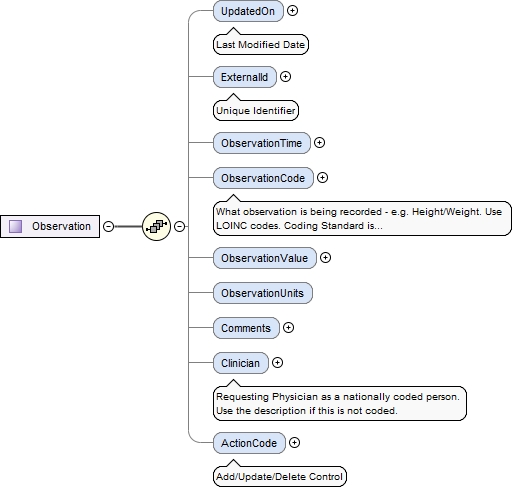 UpdatedOn
Last Modified Date
ExternalId
Unique Identifier
ObservationTime
ObservationCode
What observation is being recorded - e.g. Height/Weight. Use
LOINC codes. Coding Standard is...
Observation
ObservationValue
ObservationUnits
Comments
Clinician
Requesting Physician as a nationally coded person.
Use the description if this is not coded.
ActionCode
Add/Update/Delete Control